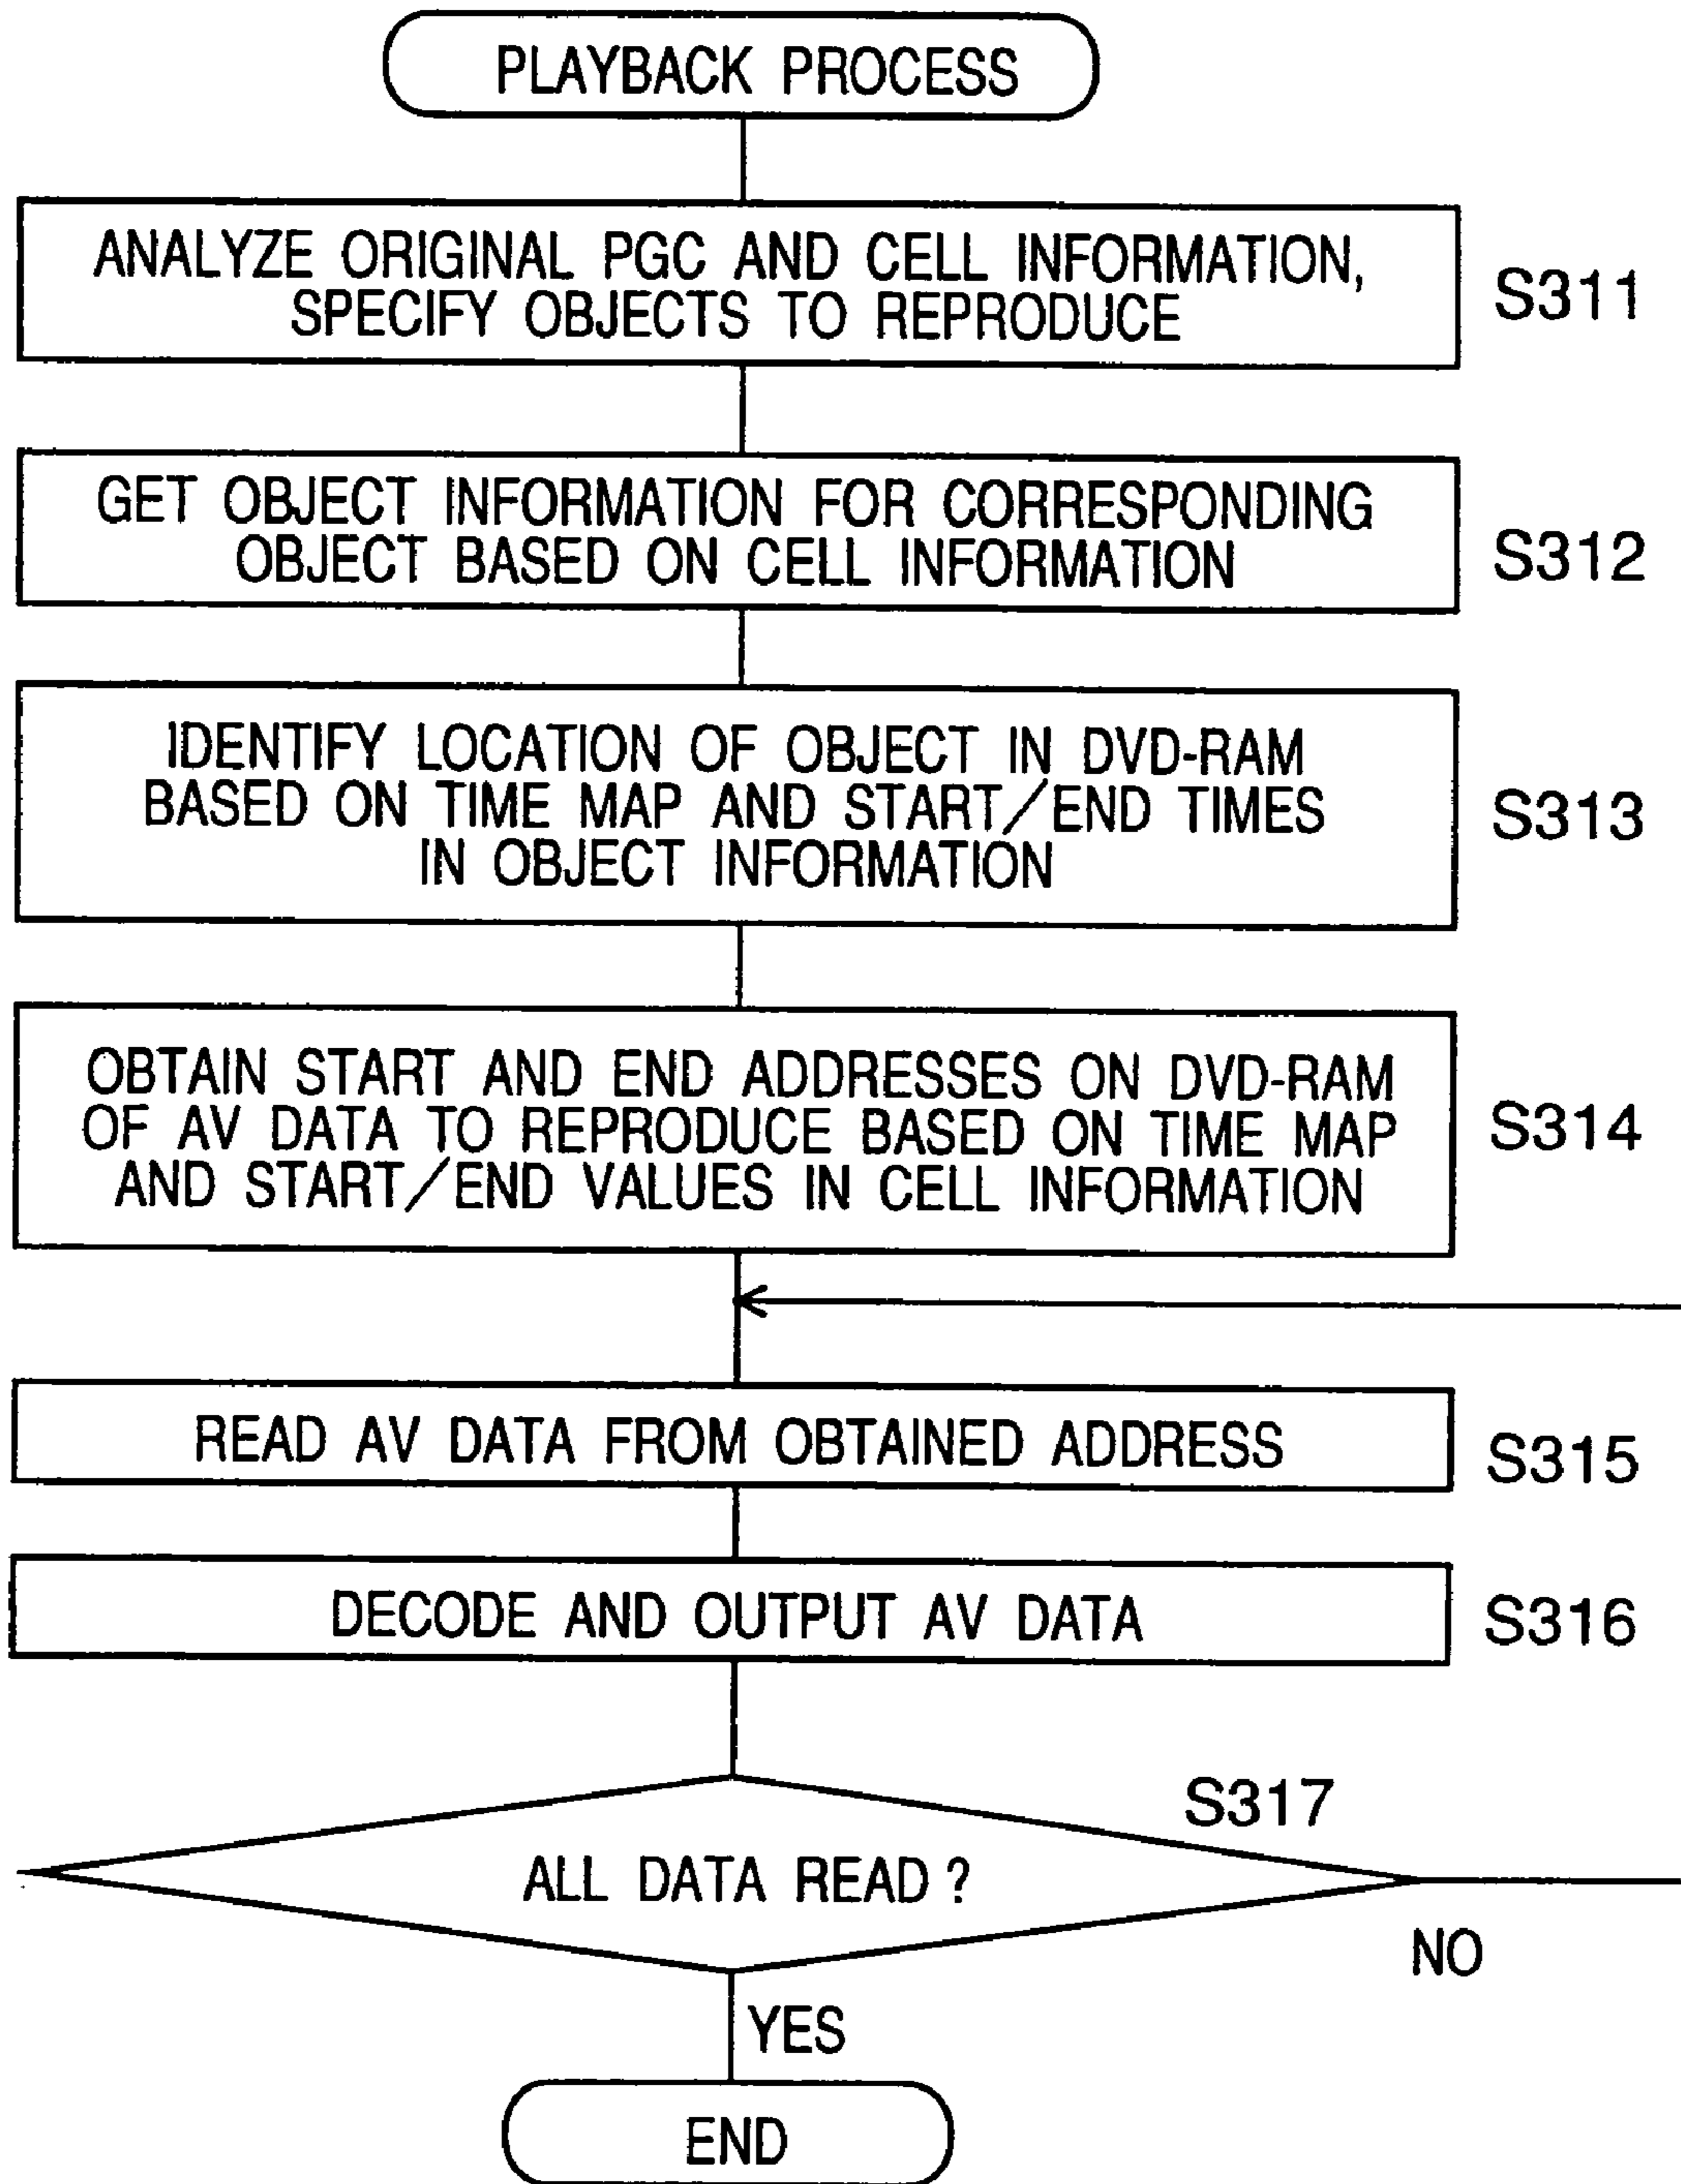 PLAYBACK PROCESS
ANALYZE ORIGINAL PGC AND CELL INFORMATION,
SPECIFY OBJECTS TO REPRODUCE
S311
GET OBJECT INFORMATION FOR CORRESPONDING
OBJECT BASED ON CELL INFORMATION
S312
IDENTIFY LOCATION OF OBJECT IN DVD-RAM
BASED ON TIME MAP AND START/END TIMES
IN OBJECT INFORMATION
S313
OBTAIN START AND END ADDRESSES ON DVD-RAM
OF AV DATA TO REPRODUCE BASED ON TIME MAP
AND START/END VALUES IN CELL INFORMATION
S314
READ AV DATA FROM OBTAINED ADDRESS
S315
DECODE AND OUTPUT AV DATA
S316
S317
ALL DATA READ ?
NO
YES
END